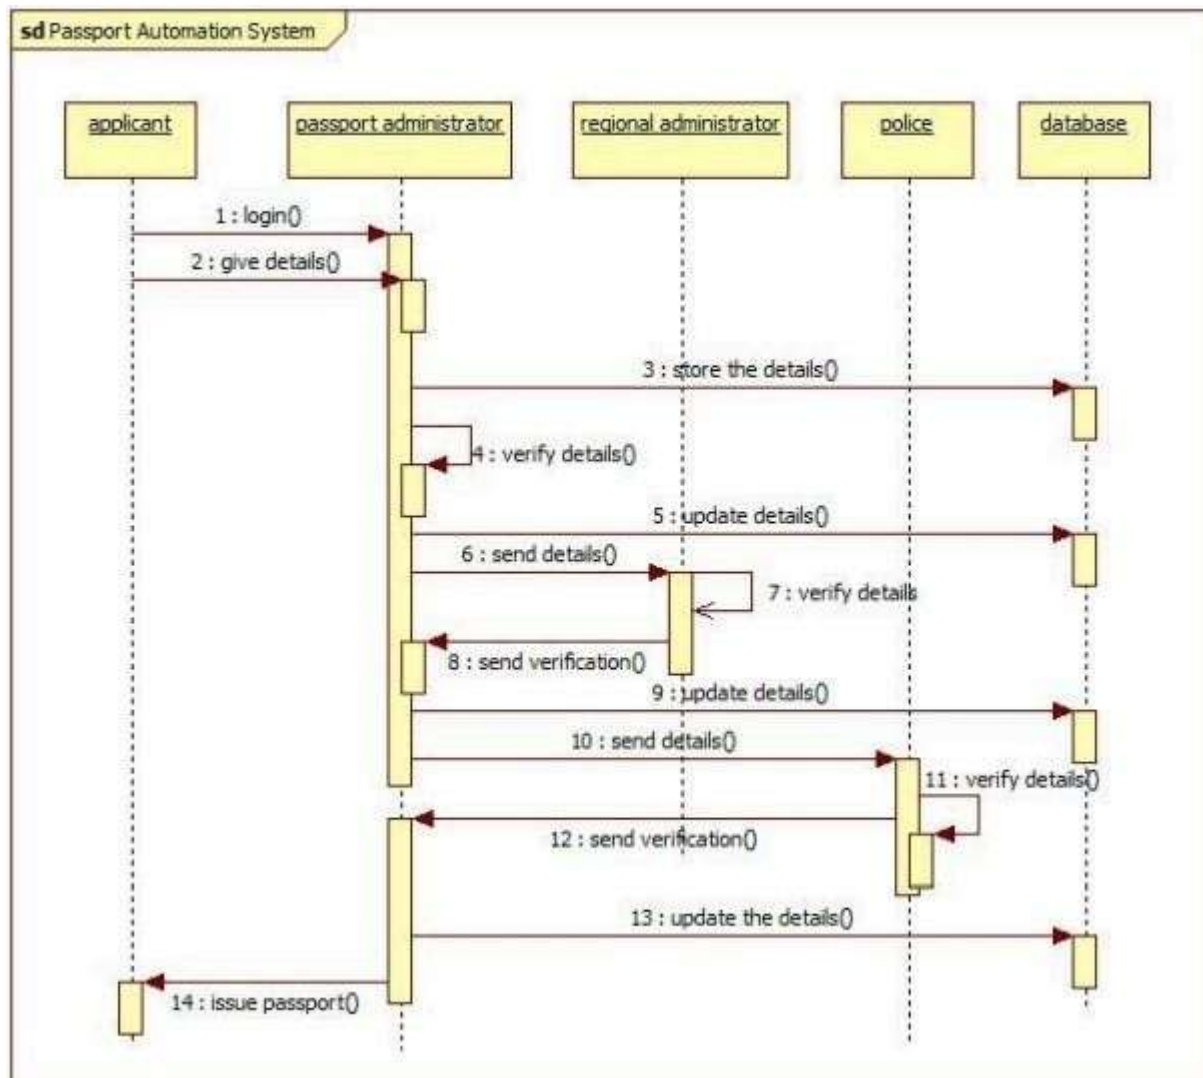 sd Passport Automation System
applicant
passport administrator
regional administrator
police
database
1 : login()
2 : give details()
3 : store the details()
4 : verify details()
5 : update details()
6 : send details()
7 : verify details
8 : send verification()
9 : update details()
10 : send details()
11 : verify details()
12 : send verification()
13 : update the details()
14 : issue passport()